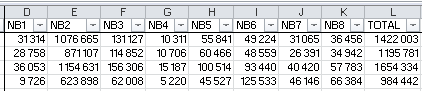 D E F G H I J K L
NB1 NB2 NB3 NB4 NB5 NB6 NB7 NB8 TOTAL
31 314 1 076 665 131 127 10 311 55 841 49 224 31 065 36 456 1 422 003
28 758 871 107 114 852 10 706 60 466 48 559 26 391 34 942 1 195 781
36 053 1 154 631 156 306 15 187 100 514 93 440 40 420 57 783 1 654 334
9 726 623 898 62 008 5 220 45 527 125 533 46 146 66 384 984 442